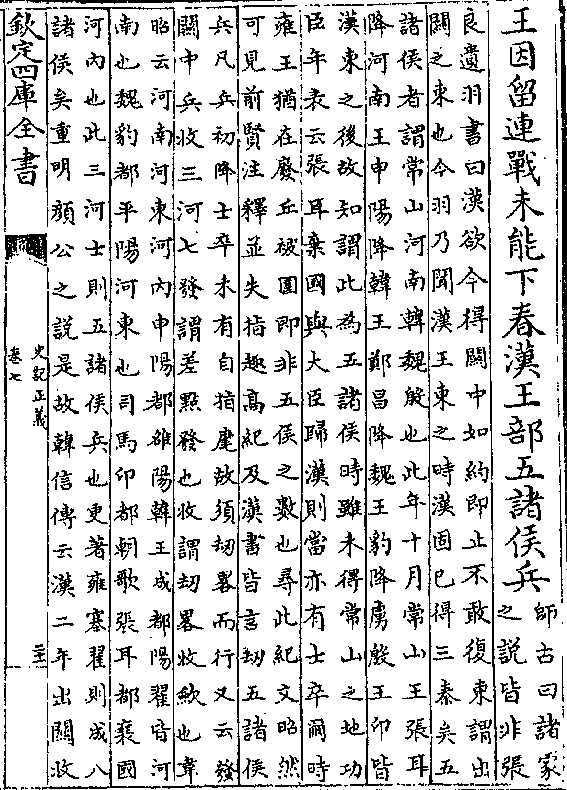 王因留連戰未能下春漢王部五諸侯兵
師古曰諸家
之說皆非張
良遺羽書曰漢欲今得關中如約即止不敢復東謂出
關之東也今羽乃聞漢王東之時漢固已得三秦矣五
諸侯者謂常山河南韓魏殷也此年十月常山王張耳
降河南王申陽降韓王鄭昌降魏王豹降虜殷王卬皆
漢東之後故知謂此為五諸侯時雖未得常山之地功
臣年表云張耳棄國與大臣歸漢則當亦有士卒爾時
雍王猶在廢丘被圍即非五侯之數也尋此紀文昭然
可見前賢注釋並失指趣髙紀及漢書皆言劫五諸侯
兵凡兵初降士卒未有自指麾故須劫畧而行又云發
關中兵收三河七發謂差點發也收謂劫畧收歛也韋
昭云河南河東河内申陽都雒陽韓王成都陽翟皆河
南也魏豹都平陽河東也司馬卬都朝歌張耳都襄國
河内也此三河士則五諸侯兵也更著雍塞翟則成八
諸侯矣重明顔公之說是故韓信傳云漢二年出關收
欽定四庫全書
史記正義
卷七